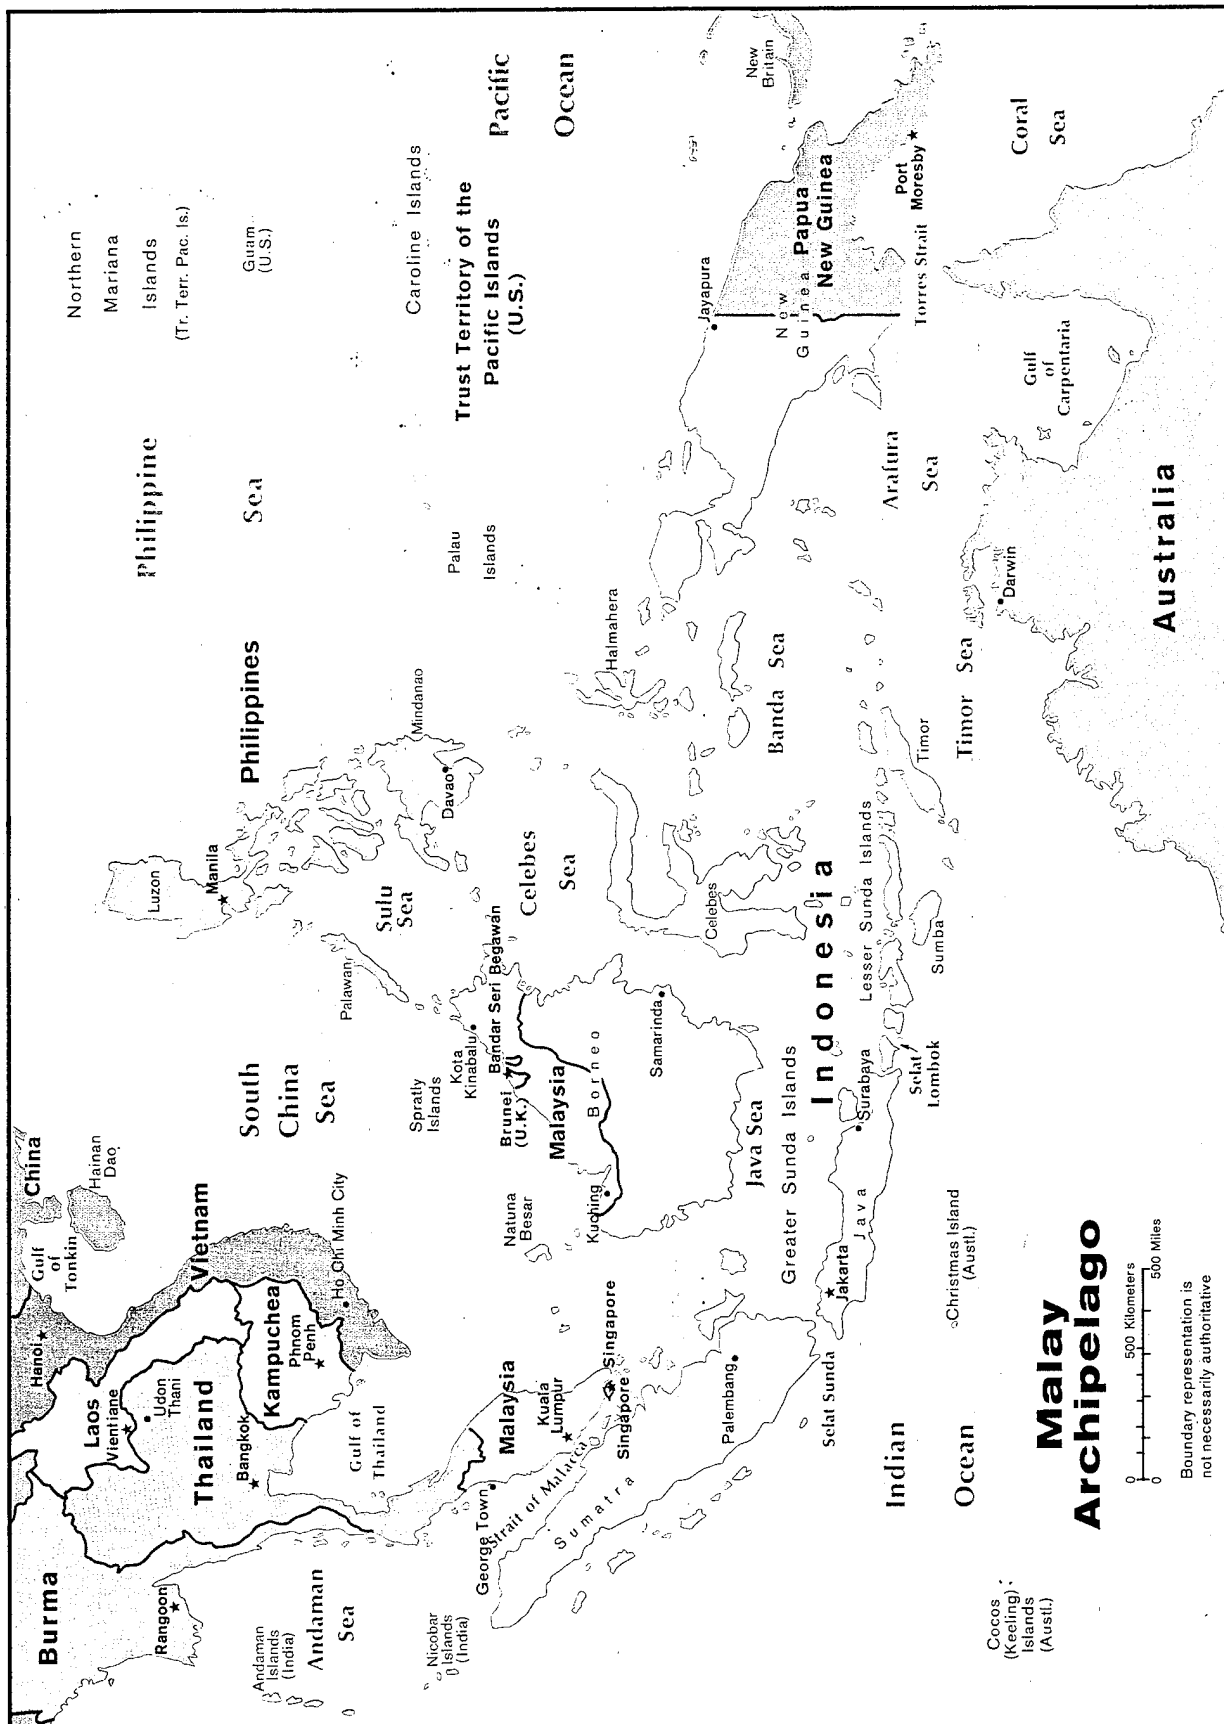 Burma
China
Hanoi
Gulf
of
Tonkin
Hainan
Dao
Laos
Vientiane
Udon
Thani
Vietnam
Rangoon
Thailand
Bangkok
Kampuchea
Phnom
Penh
Ho Chi Minh City
Gulf of
Thailand
Andaman
Islands
(India)
Andaman
Sea
Nicobar
Islands
(India)
South
China
Sea
Luzon
Manila
Philippines
Philippine
Sea
Northern
Mariana
Islands
(Tr. Terr. Pac. Is.)
Guam
(U.S.)
Palawan
Sulu
Sea
Mindanao
Davao
Spratly
Islands
Palau
Islands
Caroline Islands
Trust Territory of the
Pacific Islands
(U.S.)
Pacific
Ocean
George Town
Malaysia
Kuala
Lumpur
Strait of Malacca
Singapore
Singapore
Sumatra
Natuna
Besar
Kota
Kinabalu
Bandar Seri Begawan
Brunei
(U.K.)
Malaysia
Borneo
Kuching
Samarinda
Celebes
Sea
Celebes
Halmahera
Palembang
Selat Sunda
Java Sea
Greater Sunda Islands
Indonesia
Jakarta
Java
Surabaya
Selat
Lombok
Lesser Sunda Islands
Sumba
Timor
Banda Sea
Timor Sea
Arafura
Sea
Jayapura
New
Guinea
Papua
New Guinea
New
Britain
Port
Moresby
Torres Strait
Coral
Sea
Gulf
of
Carpentaria
Darwin
Australia
Indian
Ocean
Christmas Island
(Austl.)
Cocos
(Keeling)
Islands
(Austl.)
Malay
Archipelago
0 500 Kilometers
0 500 Miles
Boundary representation is
not necessarily authoritative